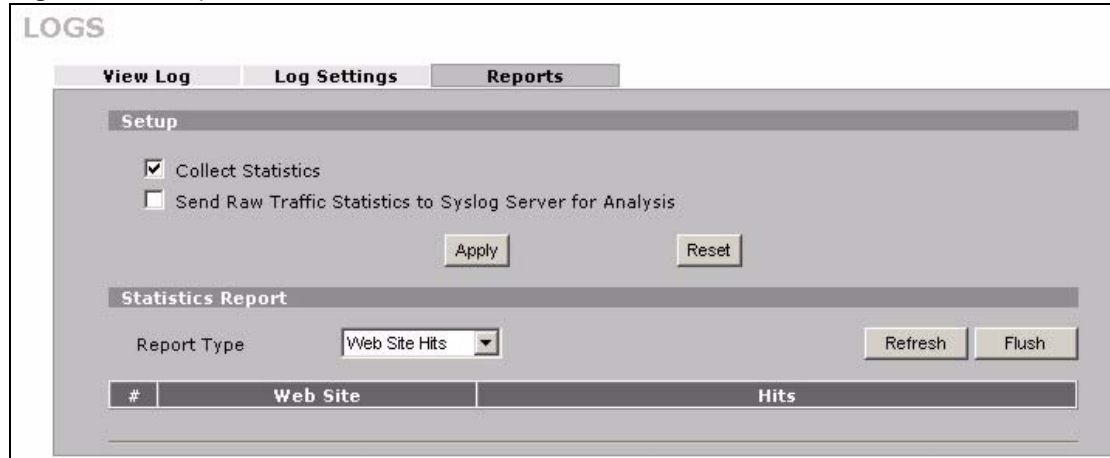 LOGS
View Log Log Settings Reports
Setup
Collect Statistics
Send Raw Traffic Statistics to Syslog Server for Analysis
Apply Reset
Statistics Report
Report Type Web Site Hits Refresh Flush
# Web Site Hits